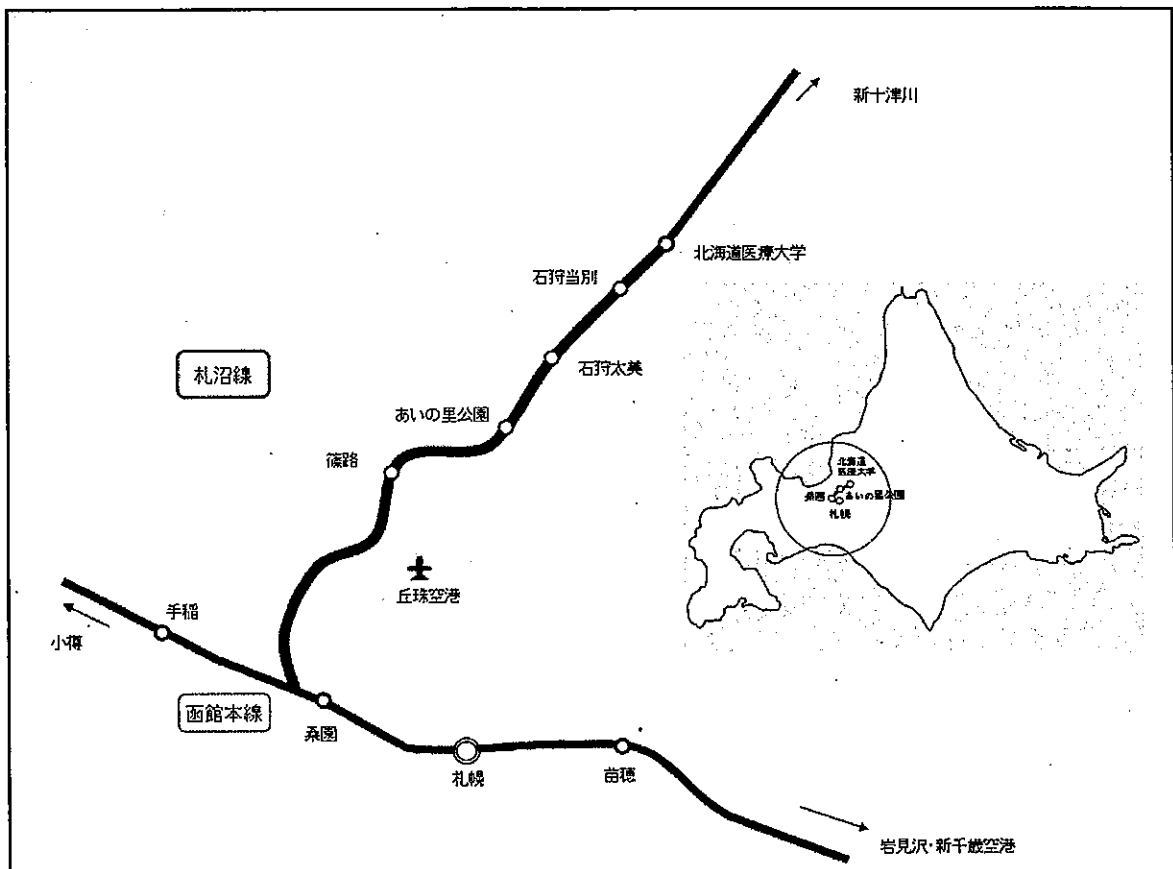 新十津川
北海道医療大学
石狩当別
石狩太美
札沼線
あいの里公園
篠路
丘珠空港
手稲
小樽
函館本線
桑園
札幌
苗穂
岩見沢・新千歳空港
北海道
医療大学
桑園
あいの里公園
札幌